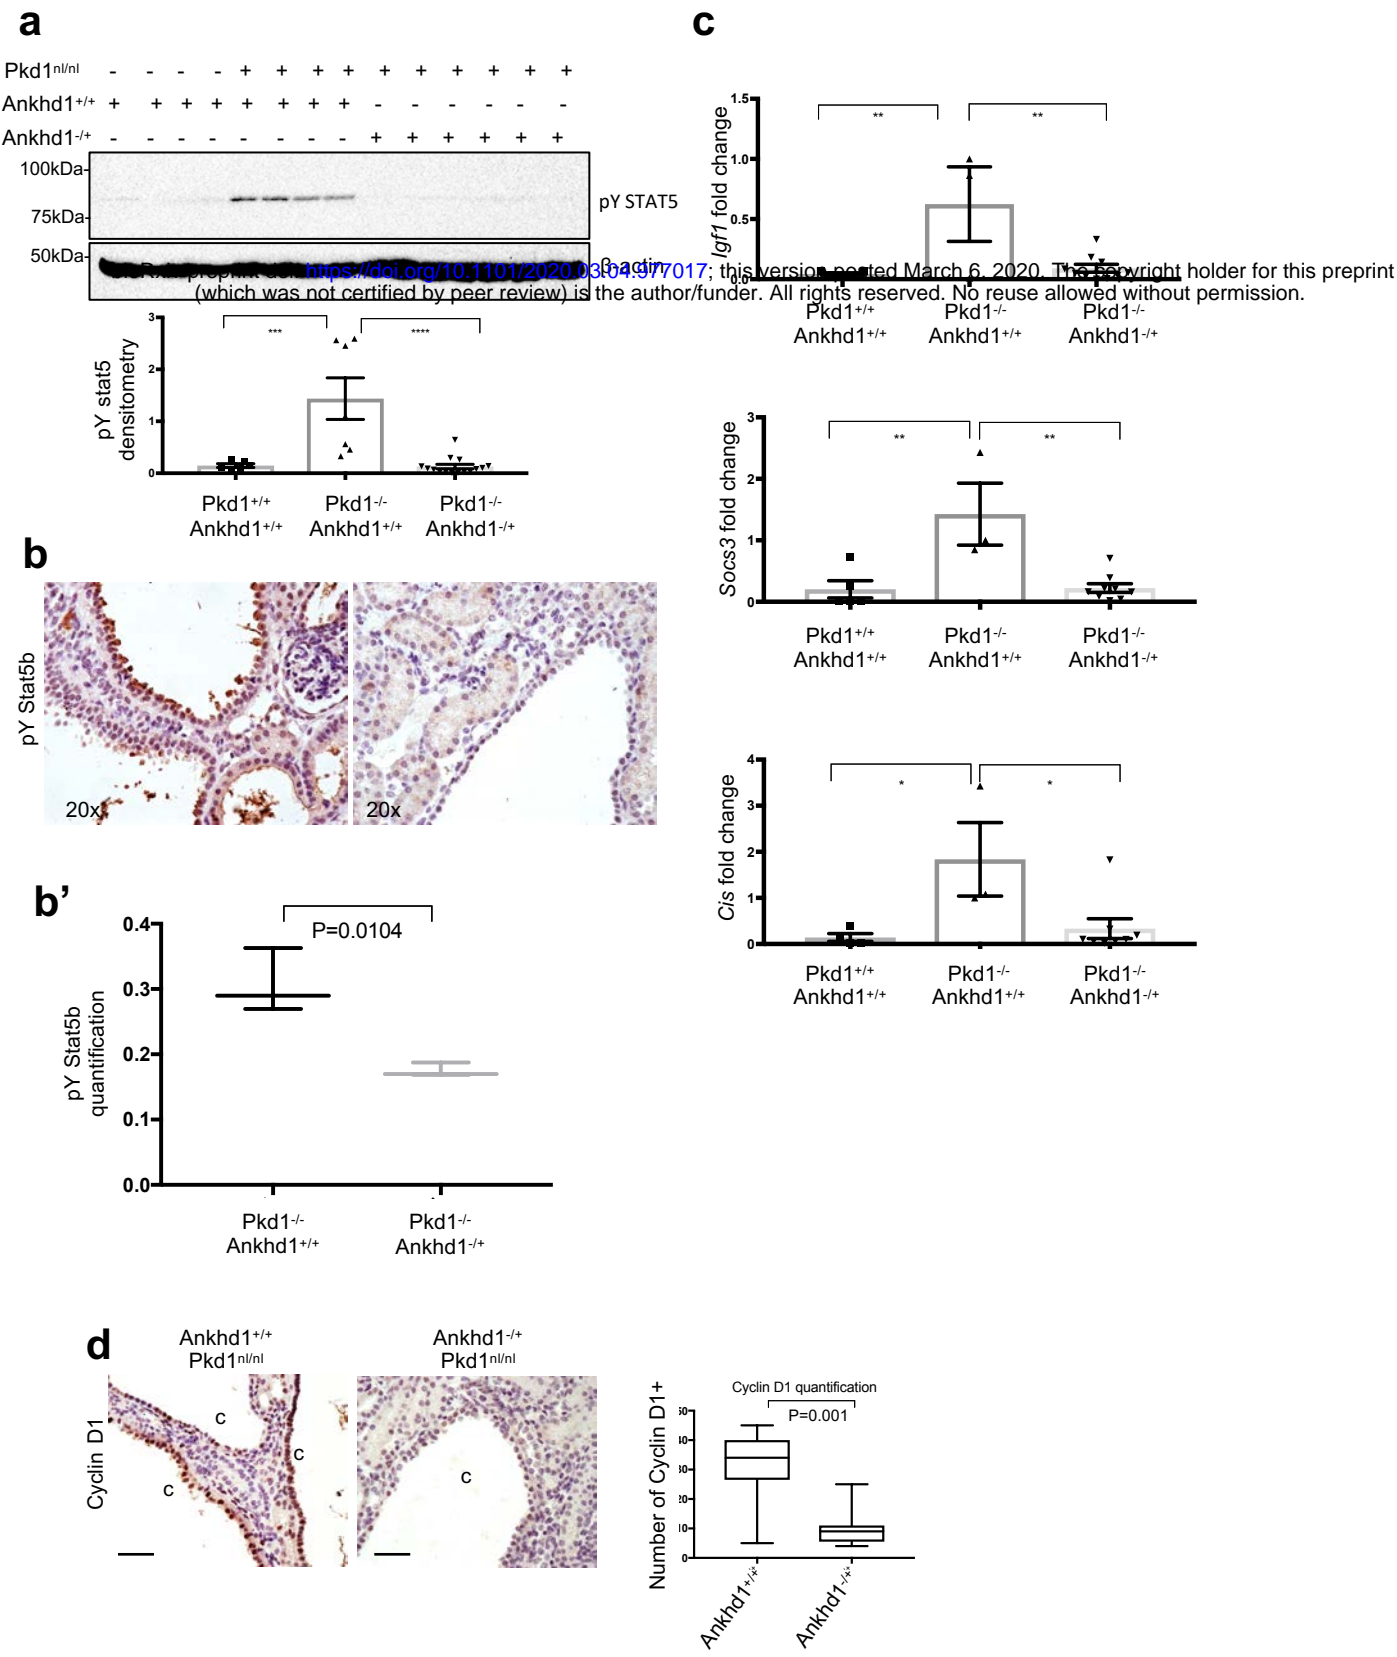 a
Pkd1nl/nl - - - - + + + + + + + + + +
Ankhd1+/+ + + + + + + + + - - - - - -
Ankhd1-/+ - - - - - - - - + + + + + +
100kDa-
75kDa-
pY STAT5
50kDa-
β-actin
https://doi.org/10.1101/2020.03.04.977017; this version posted March 6, 2020. The copyright holder for this preprint
(which was not certified by peer review) is the author/funder. All rights reserved. No reuse allowed without permission.
pY stat5
densitometry
3
2
1
0
***
****
Pkd1+/+
Ankhd1+/+
Pkd1-/-
Ankhd1+/+
Pkd1-/-
Ankhd1-/+
b
pY Stat5b
20x
20x
b'
pY Stat5b
quantification
0.4
0.3
0.2
0.1
0.0
P=0.0104
Pkd1-/-
Ankhd1+/+
Pkd1-/-
Ankhd1-/+
c
Igf1 fold change
1.5
1.0
0.5
0.0
**
**
Pkd1+/+
Ankhd1+/+
Pkd1-/-
Ankhd1+/+
Pkd1-/-
Ankhd1-/+
Socs3 fold change
3
2
1
0
**
**
Pkd1+/+
Ankhd1+/+
Pkd1-/-
Ankhd1+/+
Pkd1-/-
Ankhd1-/+
Cis fold change
4
3
2
1
0
*
*
Pkd1+/+
Ankhd1+/+
Pkd1-/-
Ankhd1+/+
Pkd1-/-
Ankhd1-/+
d
Ankhd1+/+
Pkd1nl/nl
Ankhd1-/+
Pkd1nl/nl
Cyclin D1
c
c
c
c
Cyclin D1 quantification
P=0.001
Number of Cyclin D1+
50
40
30
20
10
0
Ankhd1+/+
Ankhd1-/+